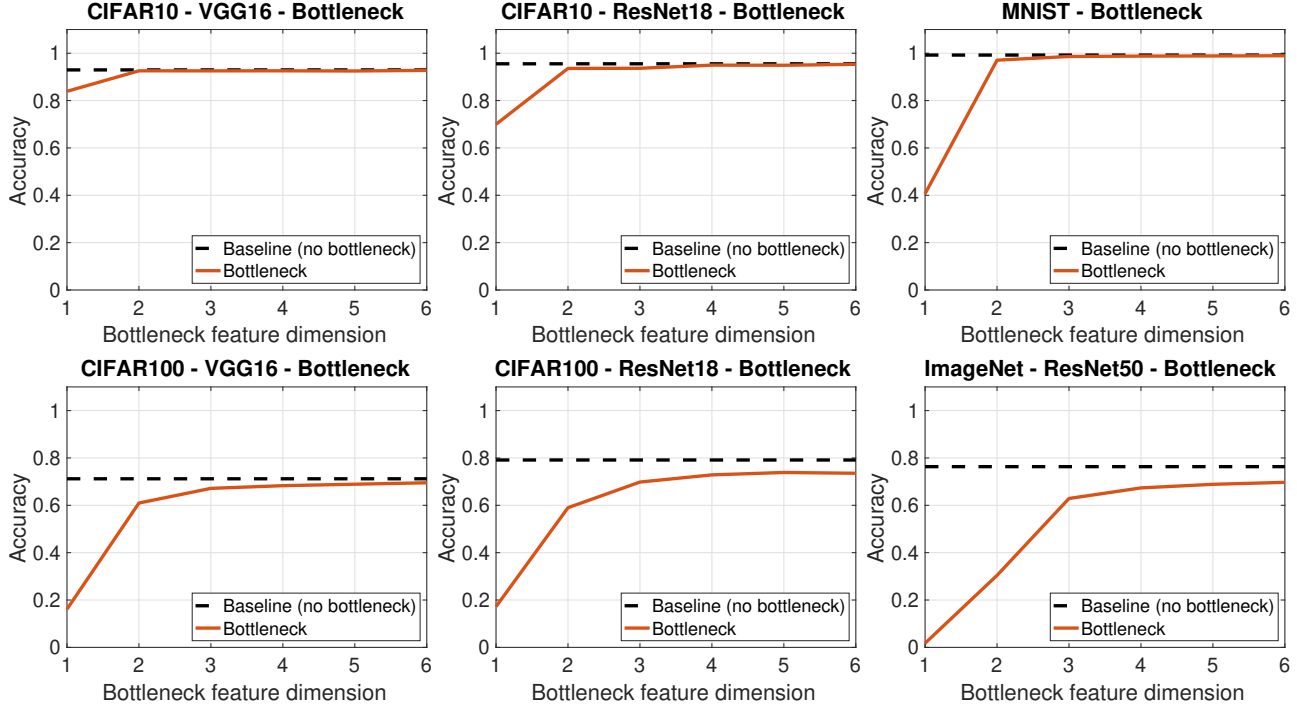 CIFAR10 - VGG16 - Bottleneck
1
0.8
0.6
0.4
0.2
0
Accuracy
Baseline (no bottleneck)
Bottleneck
1 2 3 4 5 6
Bottleneck feature dimension
CIFAR10 - ResNet18 - Bottleneck
1
0.8
0.6
0.4
0.2
0
Accuracy
Baseline (no bottleneck)
Bottleneck
1 2 3 4 5 6
Bottleneck feature dimension
MNIST - Bottleneck
1
0.8
0.6
0.4
0.2
0
Accuracy
Baseline (no bottleneck)
Bottleneck
1 2 3 4 5 6
Bottleneck feature dimension
CIFAR100 - VGG16 - Bottleneck
1
0.8
0.6
0.4
0.2
0
Accuracy
Baseline (no bottleneck)
Bottleneck
1 2 3 4 5 6
Bottleneck feature dimension
CIFAR100 - ResNet18 - Bottleneck
1
0.8
0.6
0.4
0.2
0
Accuracy
Baseline (no bottleneck)
Bottleneck
1 2 3 4 5 6
Bottleneck feature dimension
ImageNet - ResNet50 - Bottleneck
1
0.8
0.6
0.4
0.2
0
Accuracy
Baseline (no bottleneck)
Bottleneck
1 2 3 4 5 6
Bottleneck feature dimension